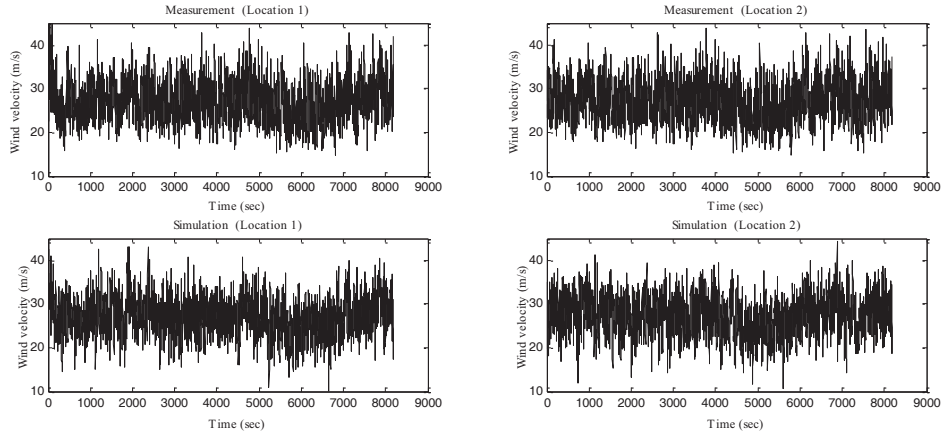 Measurement (Location 1)
Wind velocity (m/s)
40
30
20
10
0 1000 2000 3000 4000 5000 6000 7000 8000 9000
Time (sec)
Measurement (Location 2)
Wind velocity (m/s)
40
30
20
10
0 1000 2000 3000 4000 5000 6000 7000 8000 9000
Time (sec)
Simulation (Location 1)
Wind velocity (m/s)
40
30
20
10
0 1000 2000 3000 4000 5000 6000 7000 8000 9000
Time (sec)
Simulation (Location 2)
Wind velocity (m/s)
40
30
20
10
0 1000 2000 3000 4000 5000 6000 7000 8000 9000
Time (sec)